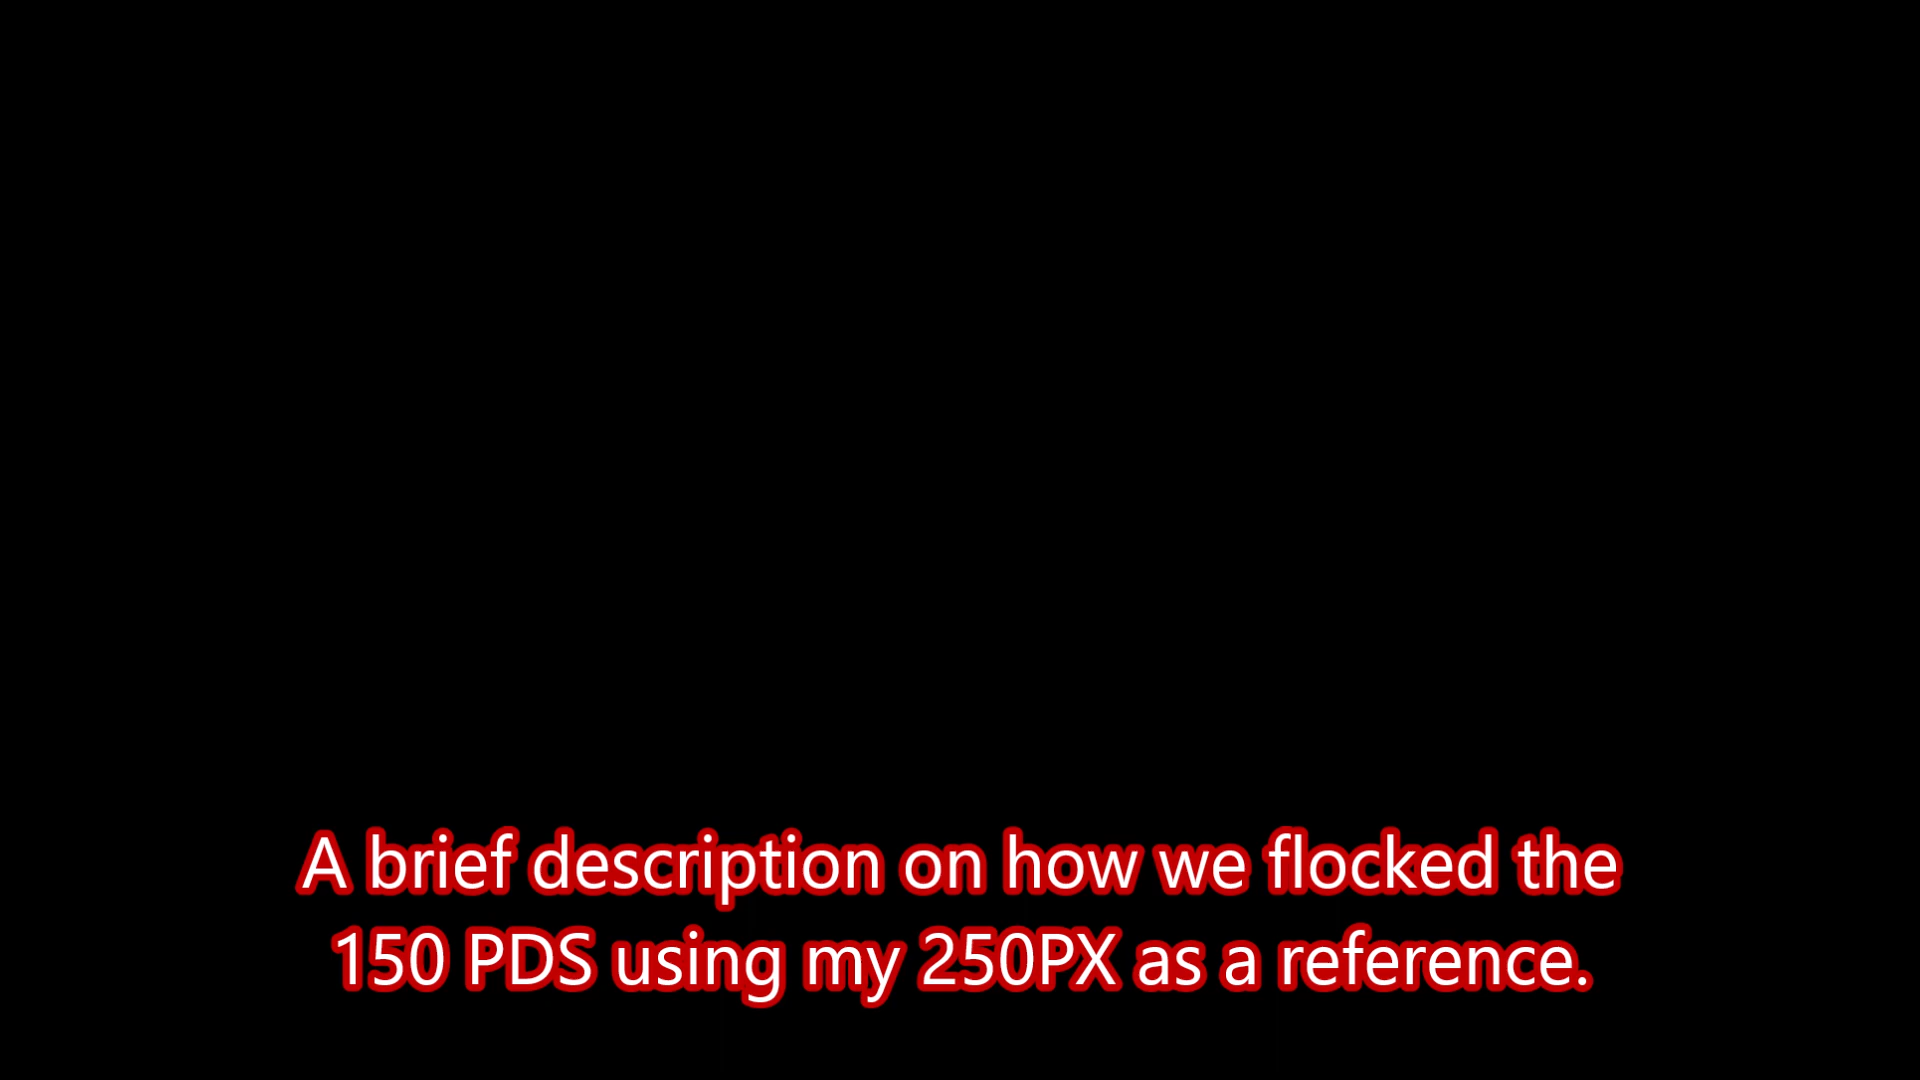 A brief description on how we flocked the
150 PDS using my 250PX as a reference.